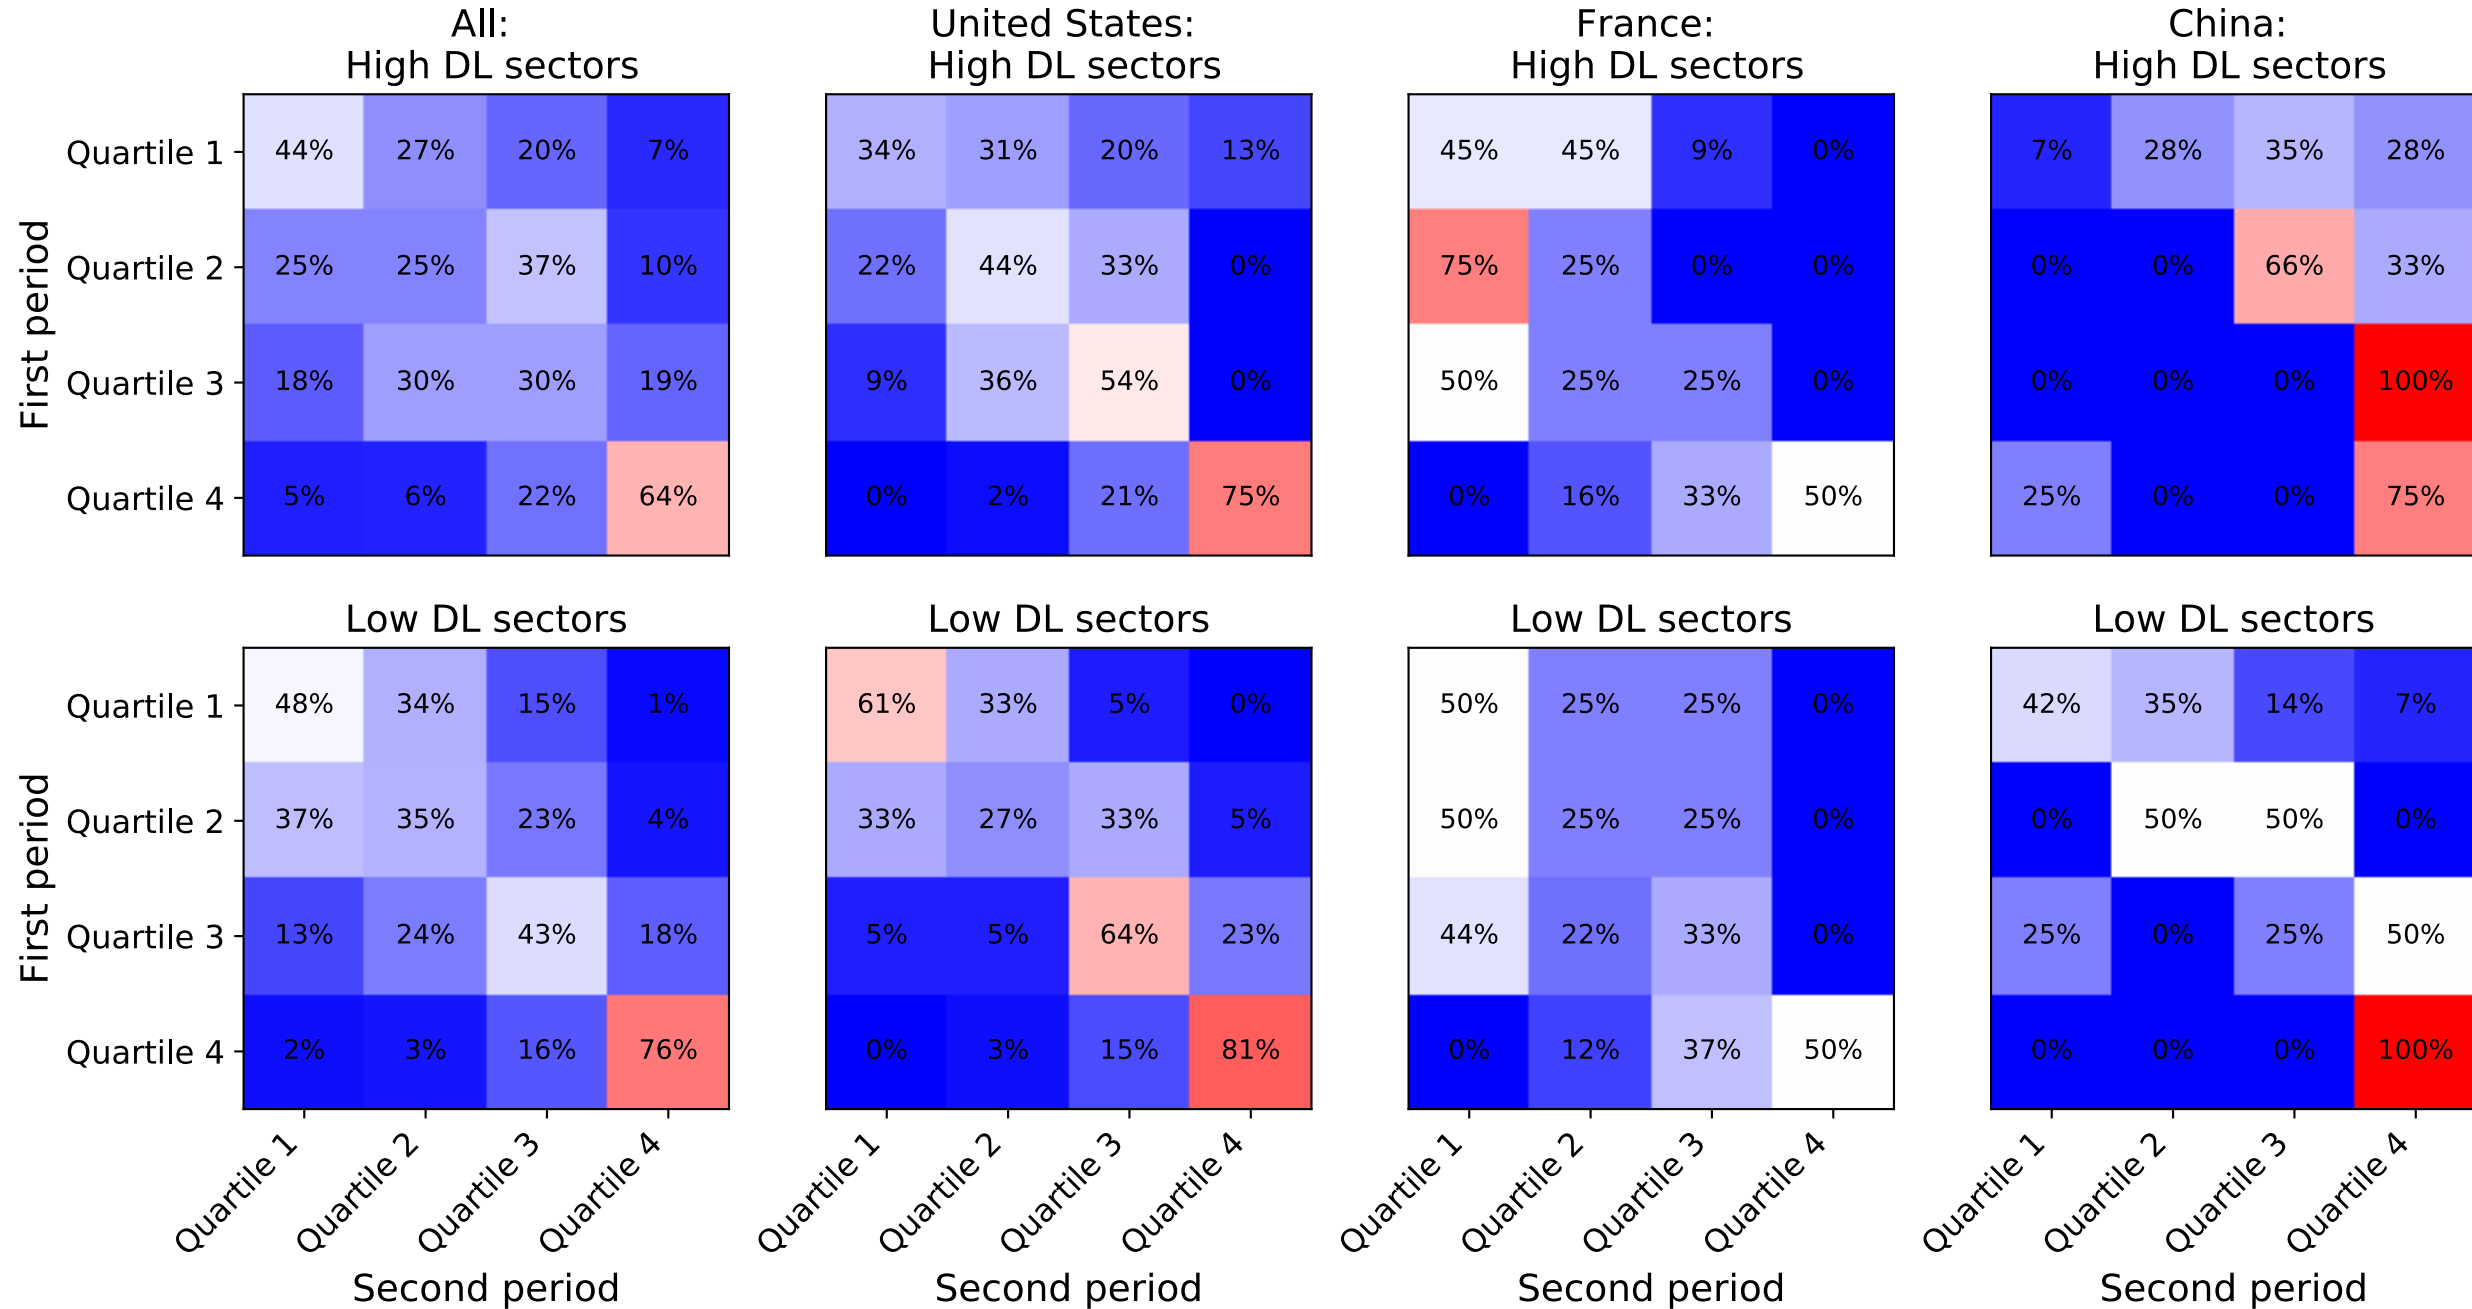 All:
High DL sectors
United States:
High DL sectors
France:
High DL sectors
China:
High DL sectors
First period
Quartile 1
44% 27% 20% 7%
34% 31% 20% 13%
45% 45% 9% 0%
7% 28% 35% 28%
Quartile 2
25% 25% 37% 10%
22% 44% 33% 0%
75% 25% 0% 0%
0% 0% 66% 33%
Quartile 3
18% 30% 30% 19%
9% 36% 54% 0%
50% 25% 25% 0%
0% 0% 0% 100%
Quartile 4
5% 6% 22% 64%
0% 2% 21% 75%
0% 16% 33% 50%
25% 0% 0% 75%
Low DL sectors
Low DL sectors
Low DL sectors
Low DL sectors
First period
Quartile 1
48% 34% 15% 1%
61% 33% 5% 0%
50% 25% 25% 0%
42% 35% 14% 7%
Quartile 2
37% 35% 23% 4%
33% 27% 33% 5%
50% 25% 25% 0%
0% 50% 50% 0%
Quartile 3
13% 24% 43% 18%
5% 5% 64% 23%
44% 22% 33% 0%
25% 0% 25% 50%
Quartile 4
2% 3% 16% 76%
0% 3% 15% 81%
0% 12% 37% 50%
0% 0% 0% 100%
Quartile 1 Quartile 2 Quartile 3 Quartile 4
Quartile 1 Quartile 2 Quartile 3 Quartile 4
Quartile 1 Quartile 2 Quartile 3 Quartile 4
Quartile 1 Quartile 2 Quartile 3 Quartile 4
Second period
Second period
Second period
Second period